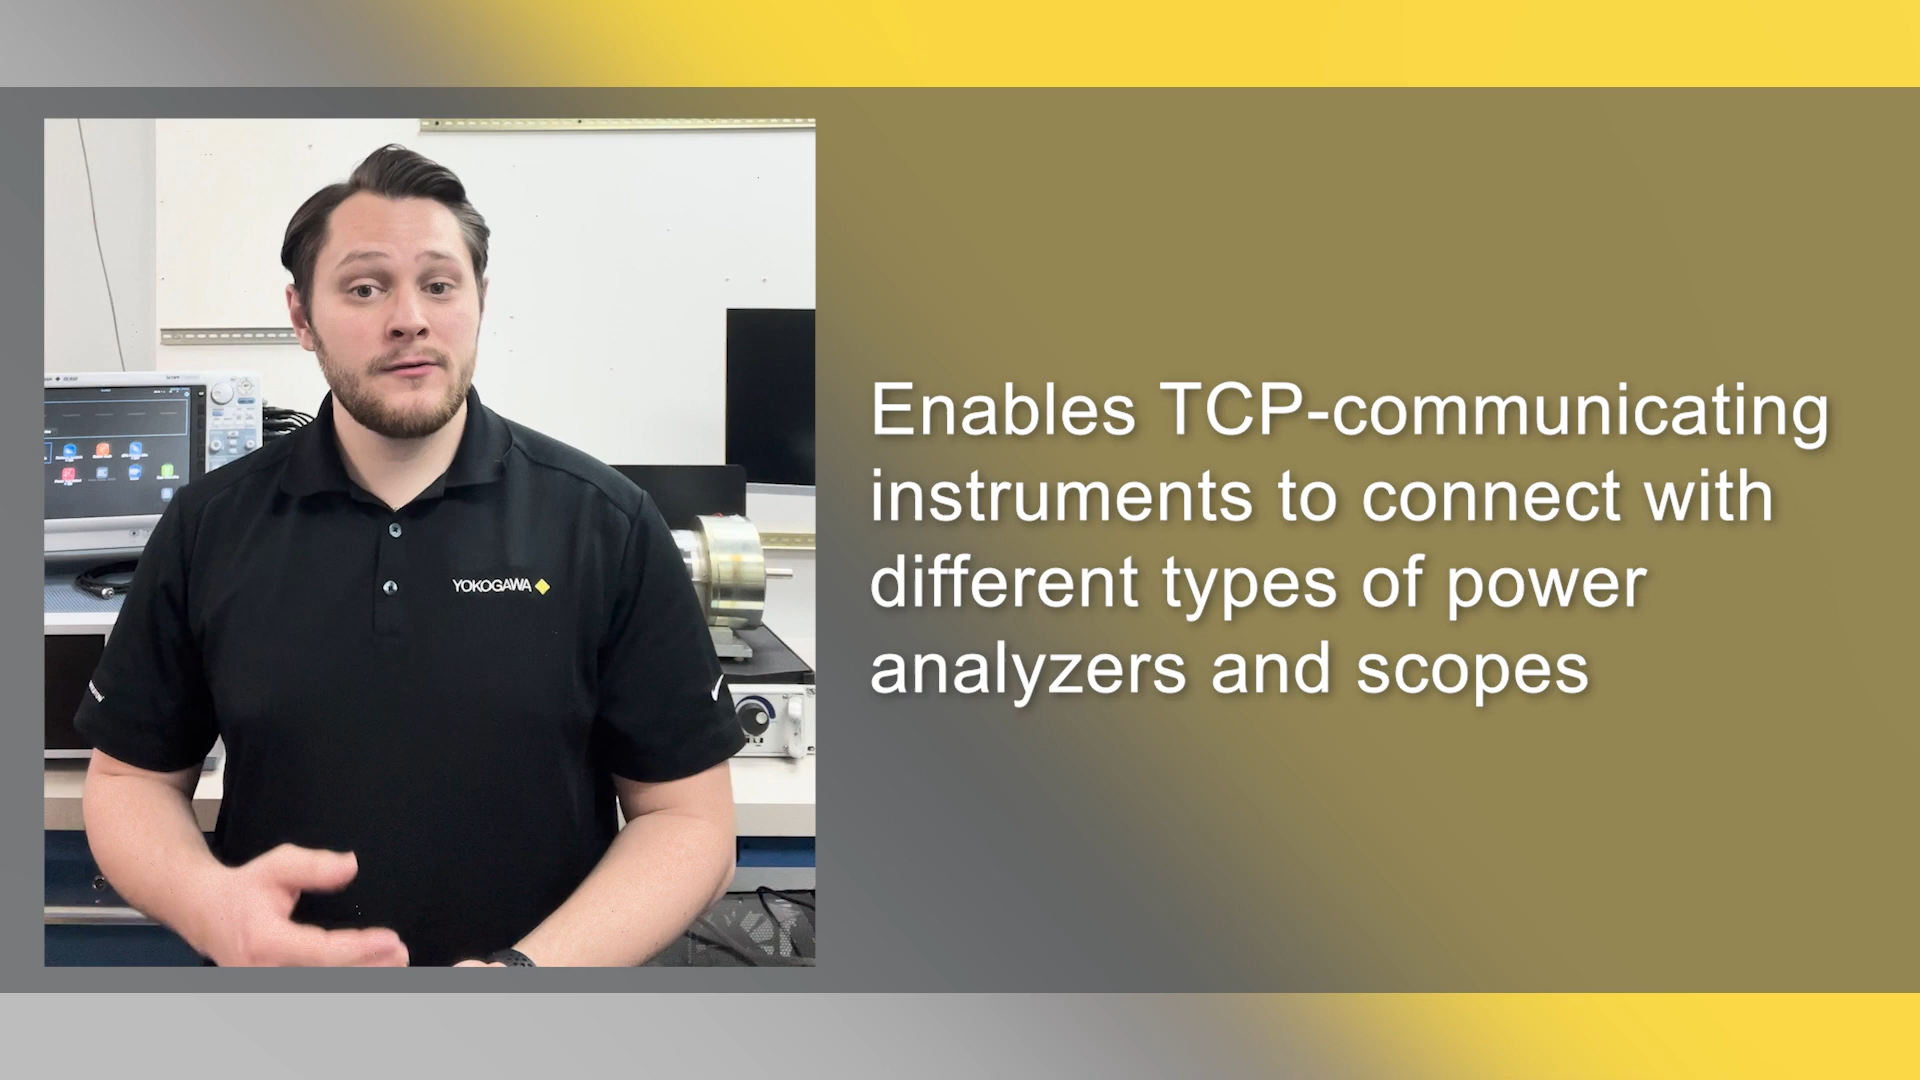 Enables TCP-communicating
instruments to connect with
different types of power
analyzers and scopes
YOKOGAWA